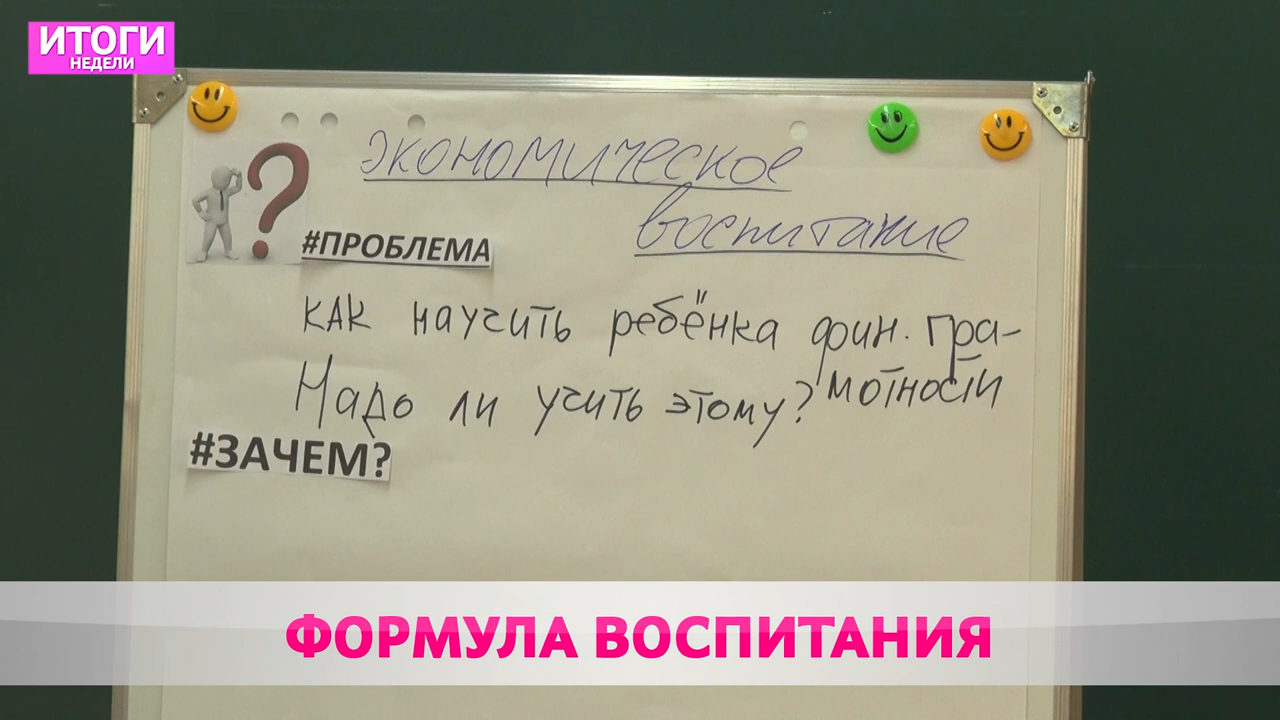 ИТОГИ
НЕДЕЛИ
экономическое
воспитание
#ПРОБЛЕМА
как научить ребёнка фин. гра-
мотности
Надо ли учить этому?
#ЗАЧЕМ?
ФОРМУЛА ВОСПИТАНИЯ